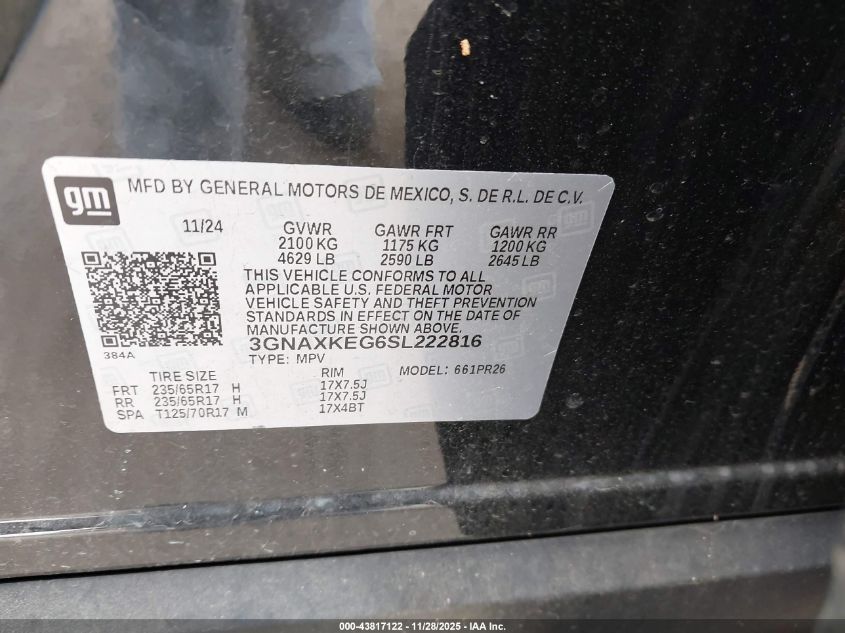 gm MFD BY GENERAL MOTORS DE MEXICO, S. DE R.L. DE C.V.
11/24 GVWR GAWR FRT GAWR RR
2100 KG 1175 KG 1200 KG
4629 LB 2590 LB 2645 LB
THIS VEHICLE CONFORMS TO ALL
APPLICABLE U.S. FEDERAL MOTOR
VEHICLE SAFETY AND THEFT PREVENTION
STANDARDS IN EFFECT ON THE DATE OF
MANUFACTURE SHOWN ABOVE.
384A
3GNAXKEG6SL222816
TYPE: MPV
TIRE SIZE RIM MODEL: 661PR26
FRT 235/65R17 H 17X7.5J
RR 235/65R17 H 17X7.5J
SPA T125/70R17 M 17X4BT
000-43817122 — 11/28/2025 — IAA Inc.